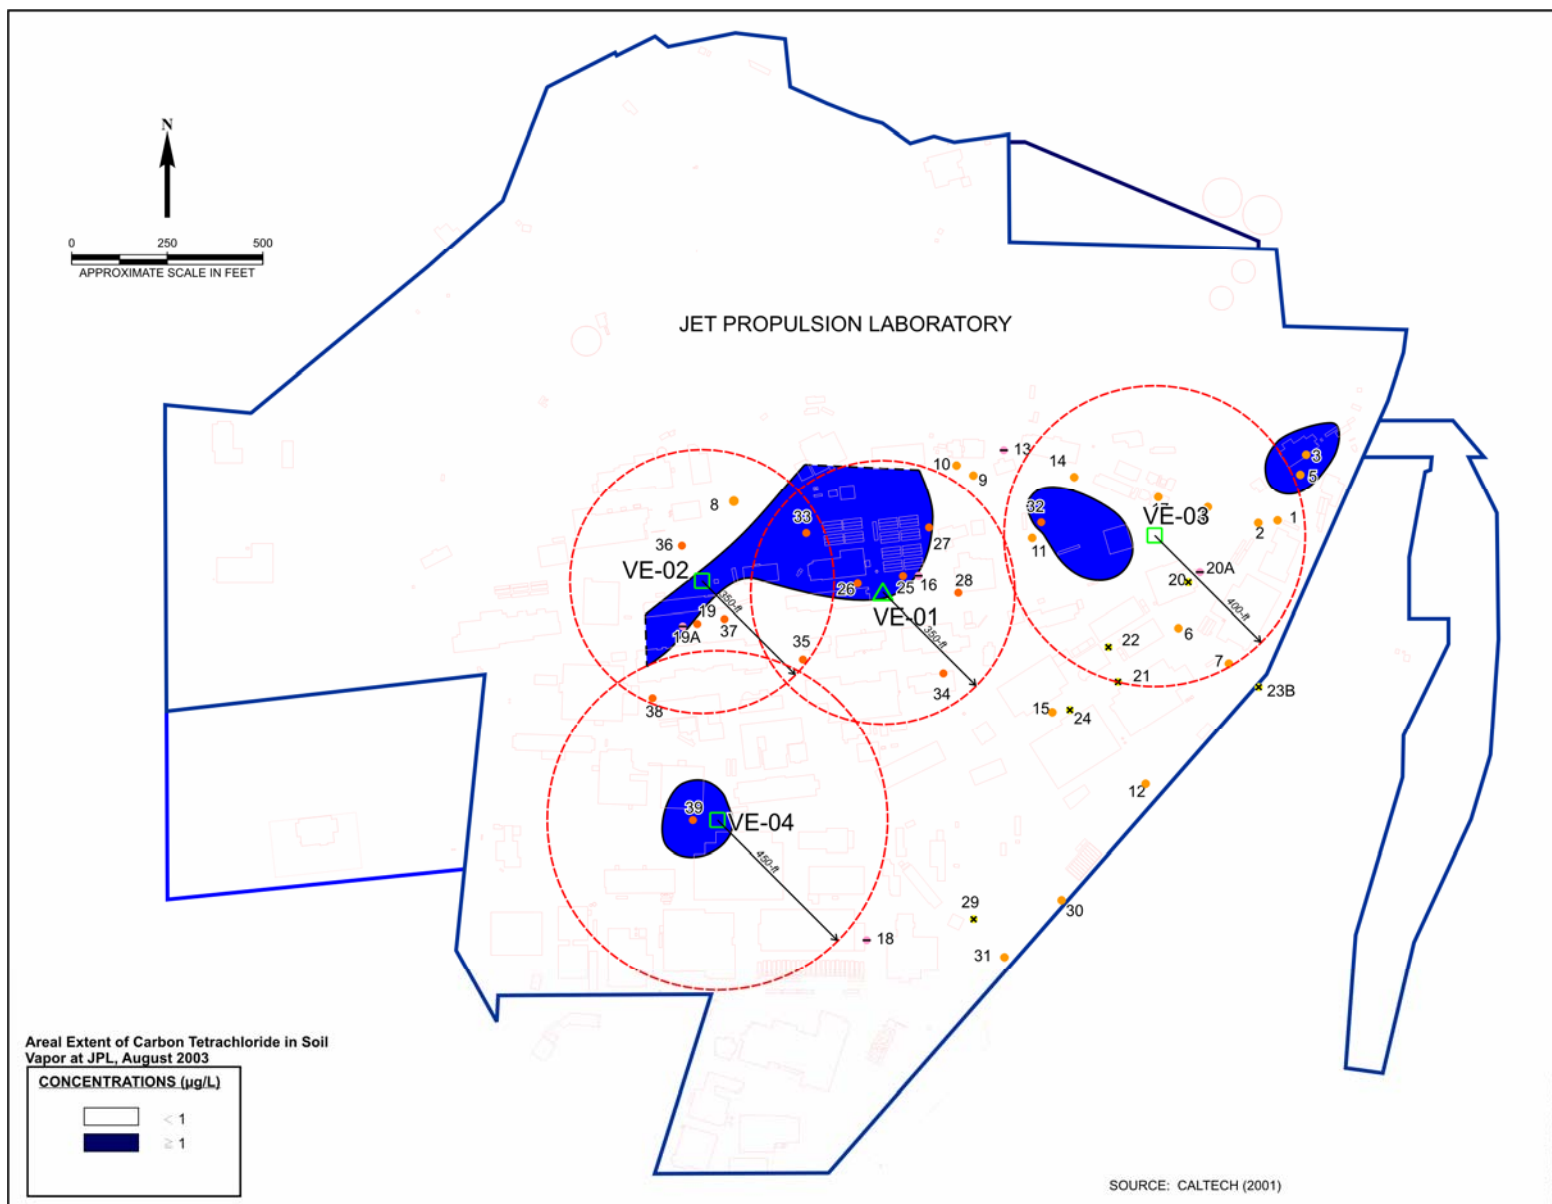 N
0 250 500
APPROXIMATE SCALE IN FEET
JET PROPULSION LABORATORY
13
10
9
14
3
5
8
33
32
VE-03
1
2
27
11
36
VE-02
20A
20
26
25
16
28
350-ft
VE-01
400-ft
19
37
19A
6
22
35
350-ft
7
34
21
23B
38
15
24
12
39
VE-04
450-ft
29
30
18
31
Areal Extent of Carbon Tetrachloride in Soil
Vapor at JPL, August 2003
CONCENTRATIONS (µg/L)
< 1
≥ 1
SOURCE: CALTECH (2001)